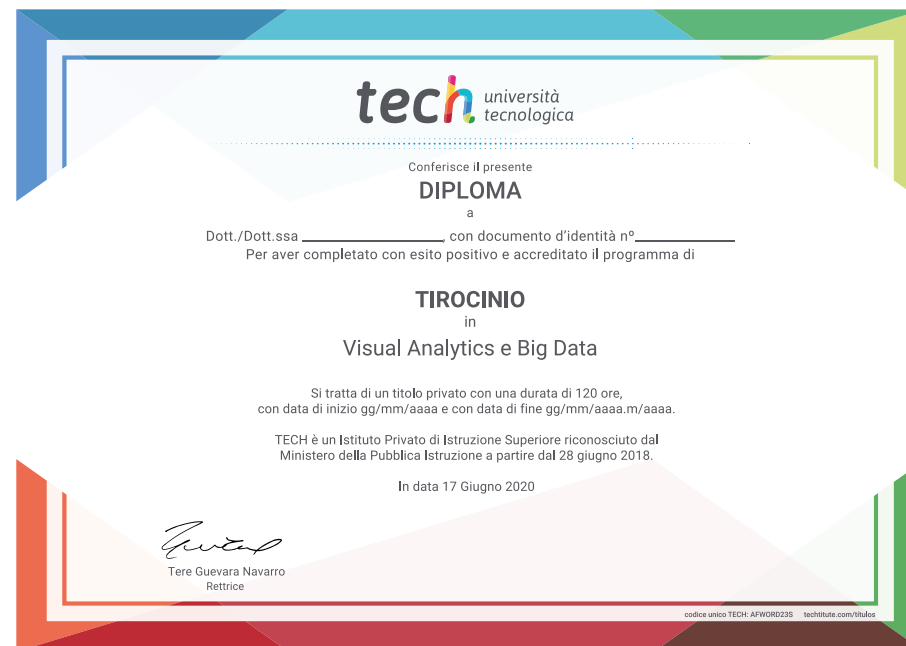 tech università
tecnologica
Conferisce il presente
DIPLOMA
a
Dott./Dott.ssa ____________________, con documento d'identità nº______________
Per aver completato con esito positivo e accreditato il programma di
TIROCINIO
in
Visual Analytics e Big Data
Si tratta di un titolo privato con una durata di 120 ore,
con data di inizio gg/mm/aaaa e con data di fine gg/mm/aaaa.m/aaaa.
TECH è un Istituto Privato di Istruzione Superiore riconosciuto dal
Ministero della Pubblica Istruzione a partire dal 28 giugno 2018.
In data 17 Giugno 2020
Tere Guevara Navarro
Rettrice
codice unico TECH: AFWORD23S techtitute.com/titulos